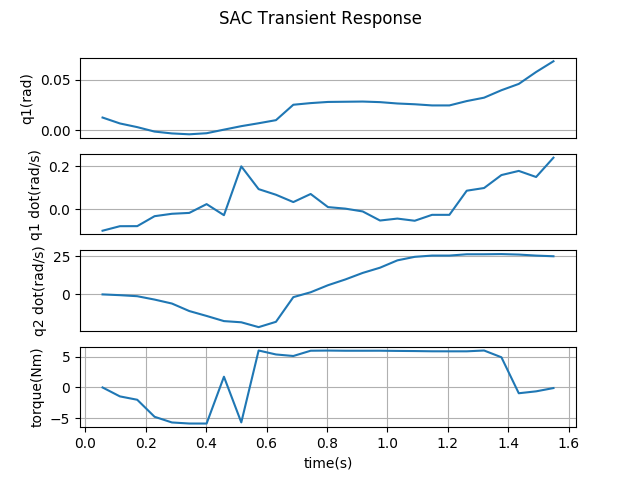 SAC Transient Response
q1(rad)
0.05
0.00
q1 dot(rad/s)
0.2
0.0
q2 dot(rad/s)
25
0
torque(Nm)
5
0
−5
0.0 0.2 0.4 0.6 0.8 1.0 1.2 1.4 1.6
time(s)